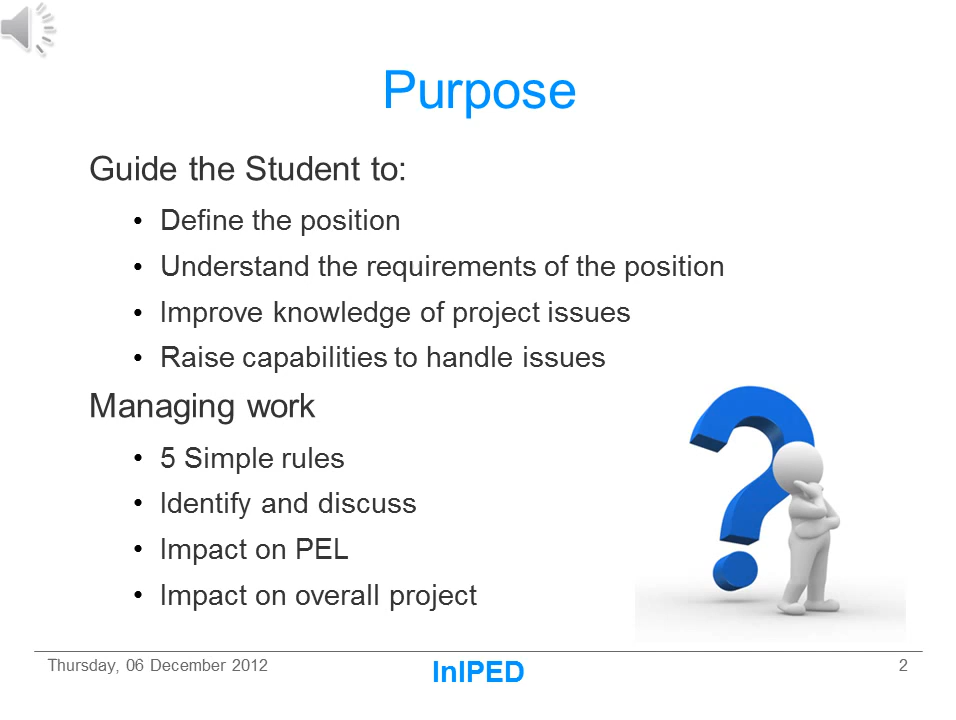 Purpose
Guide the Student to:
• Define the position
• Understand the requirements of the position
• Improve knowledge of project issues
• Raise capabilities to handle issues
Managing work
• 5 Simple rules
• Identify and discuss
• Impact on PEL
• Impact on overall project
Thursday, 06 December 2012
InIPED
2